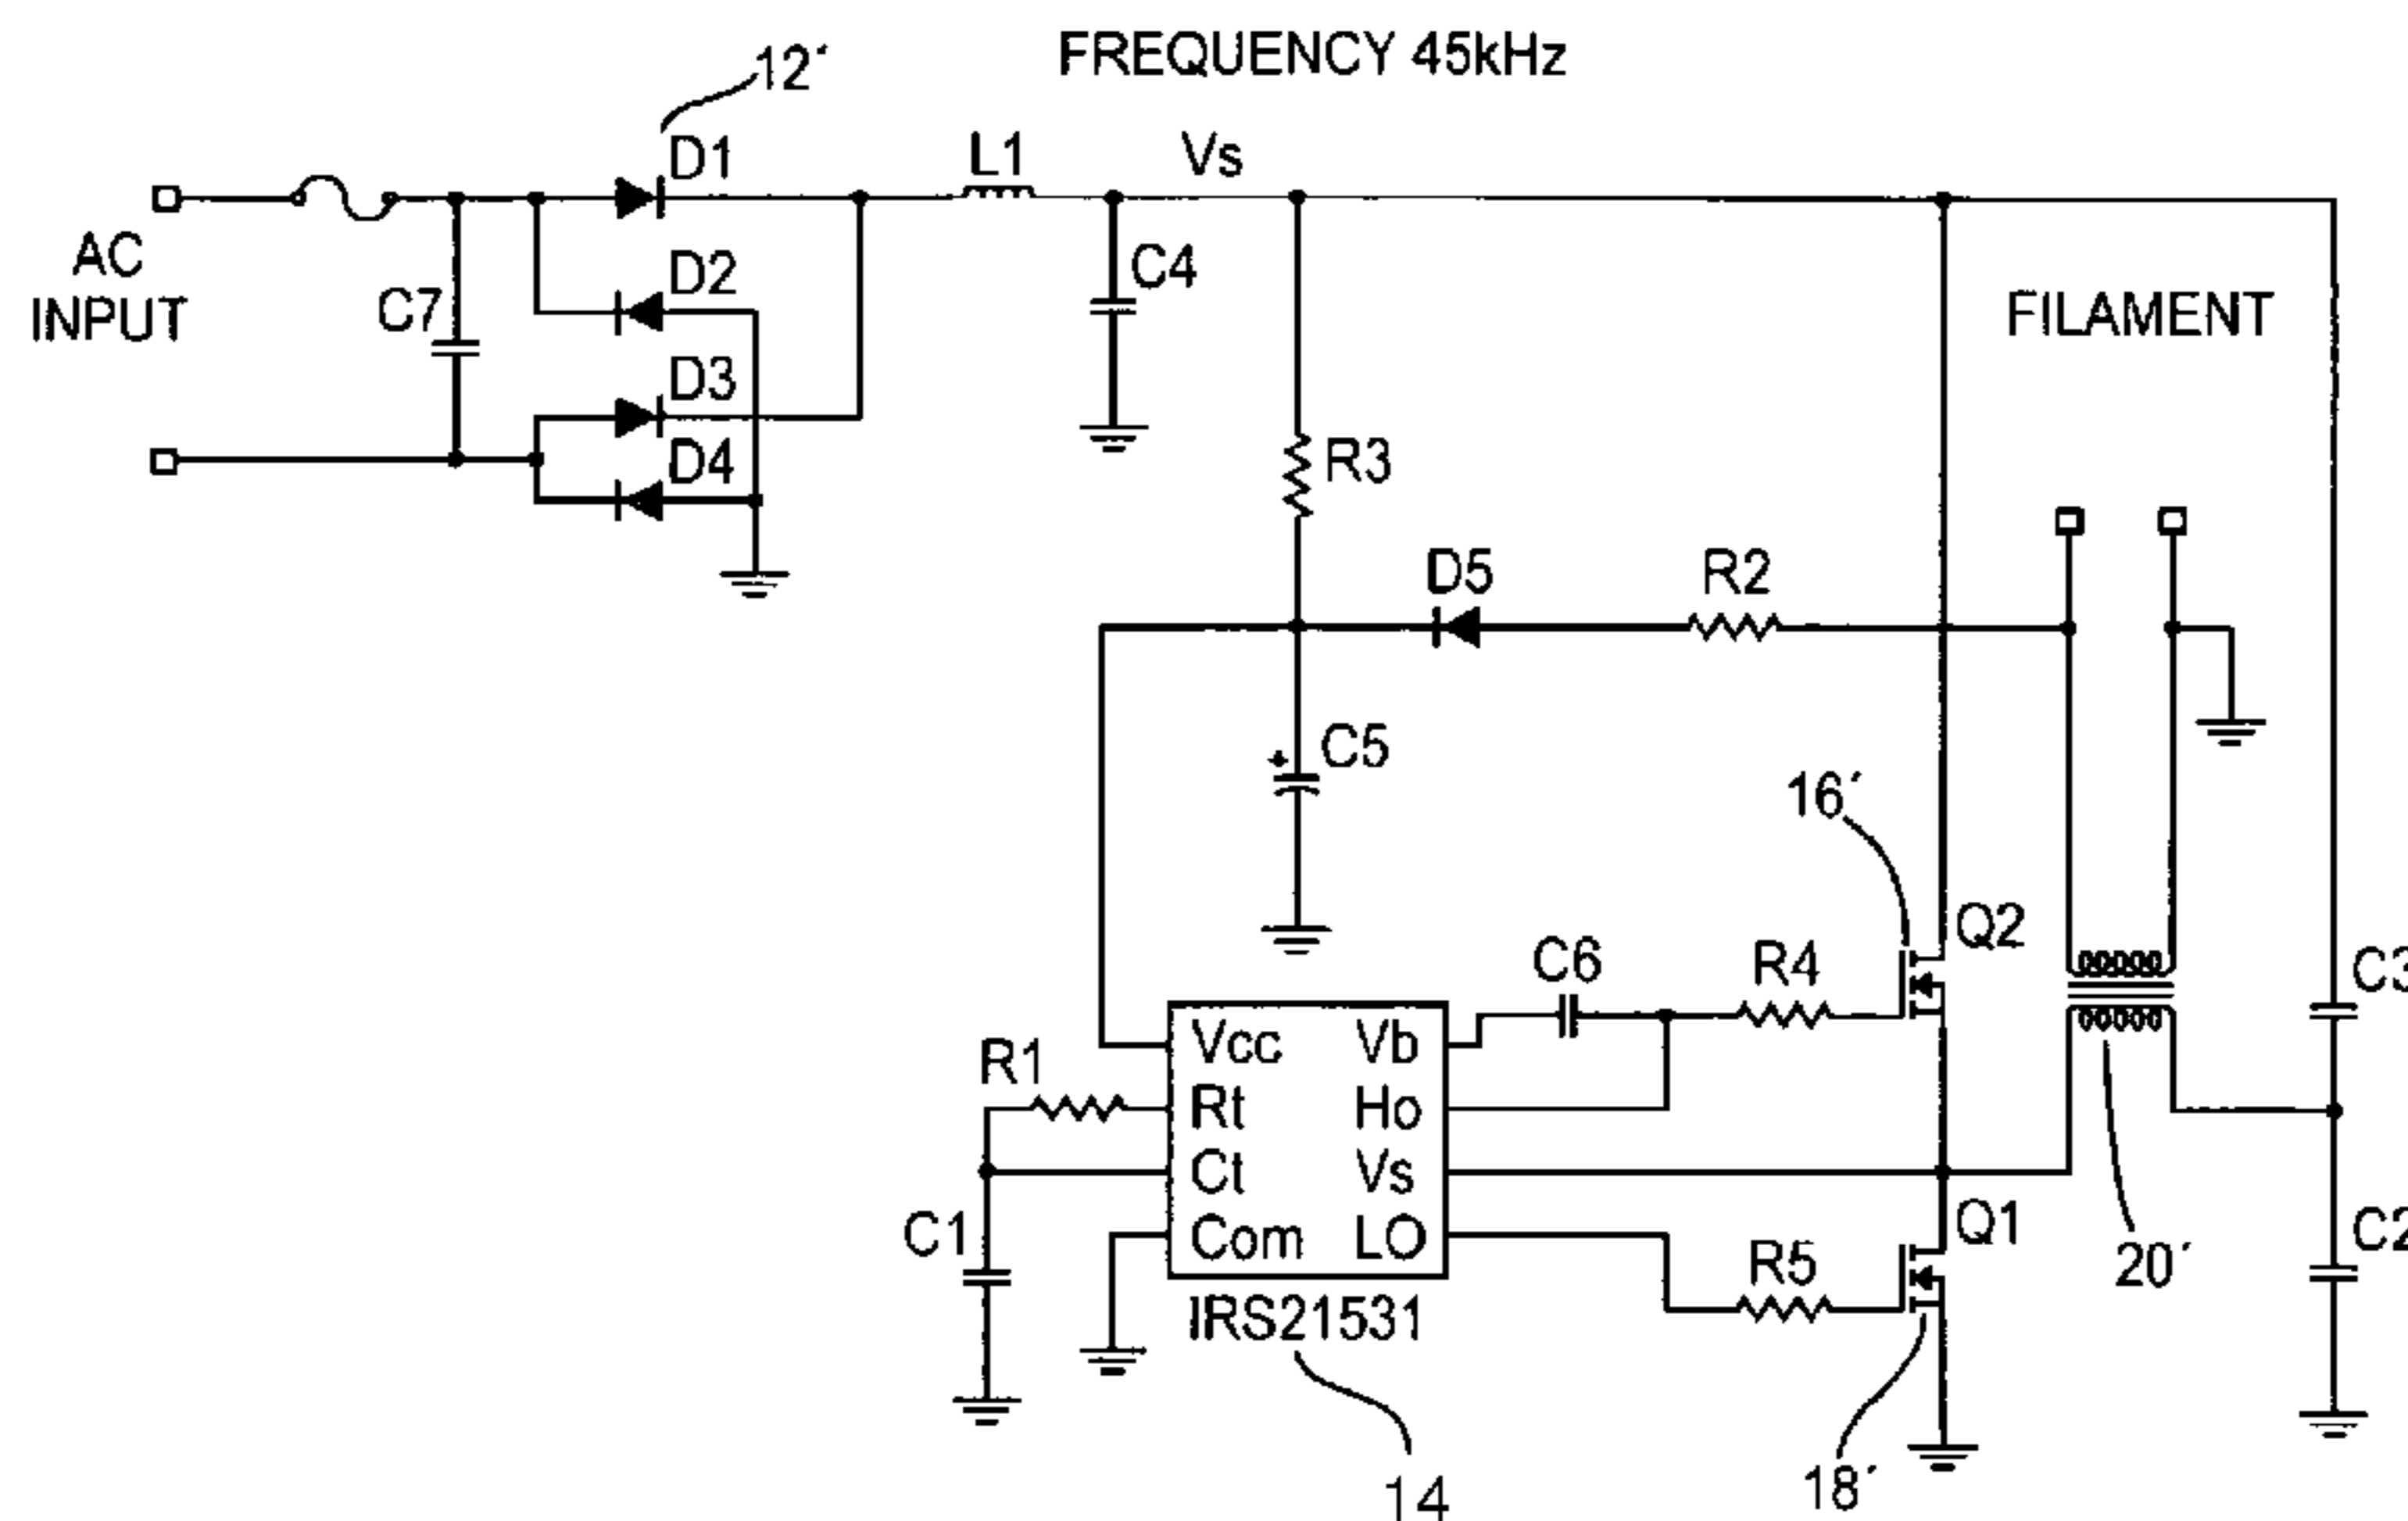 FREQUENCY 45kHz
12´
D1
L1
Vs
AC
INPUT
C7
D2
D3
D4
C4
R3
FILAMENT
D5
R2
C5
16´
Q2
C6
R4
C3
R1
Vcc
Vb
Rt
Ho
Ct
Vs
Com
LO
C1
Q1
R5
20´
C2
IRS21531
14
18´